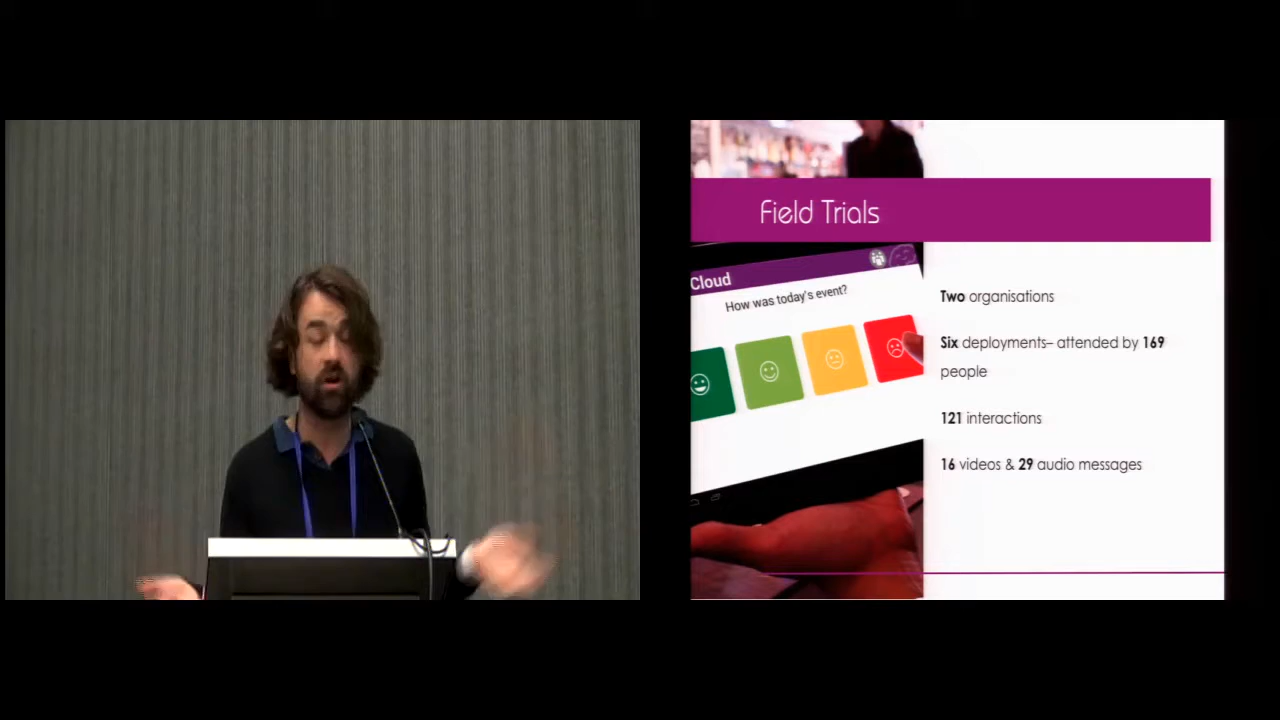 Field Trials
Cloud
How was today's event?
Two organisations
Six deployments– attended by 169
people
121 interactions
16 videos & 29 audio messages